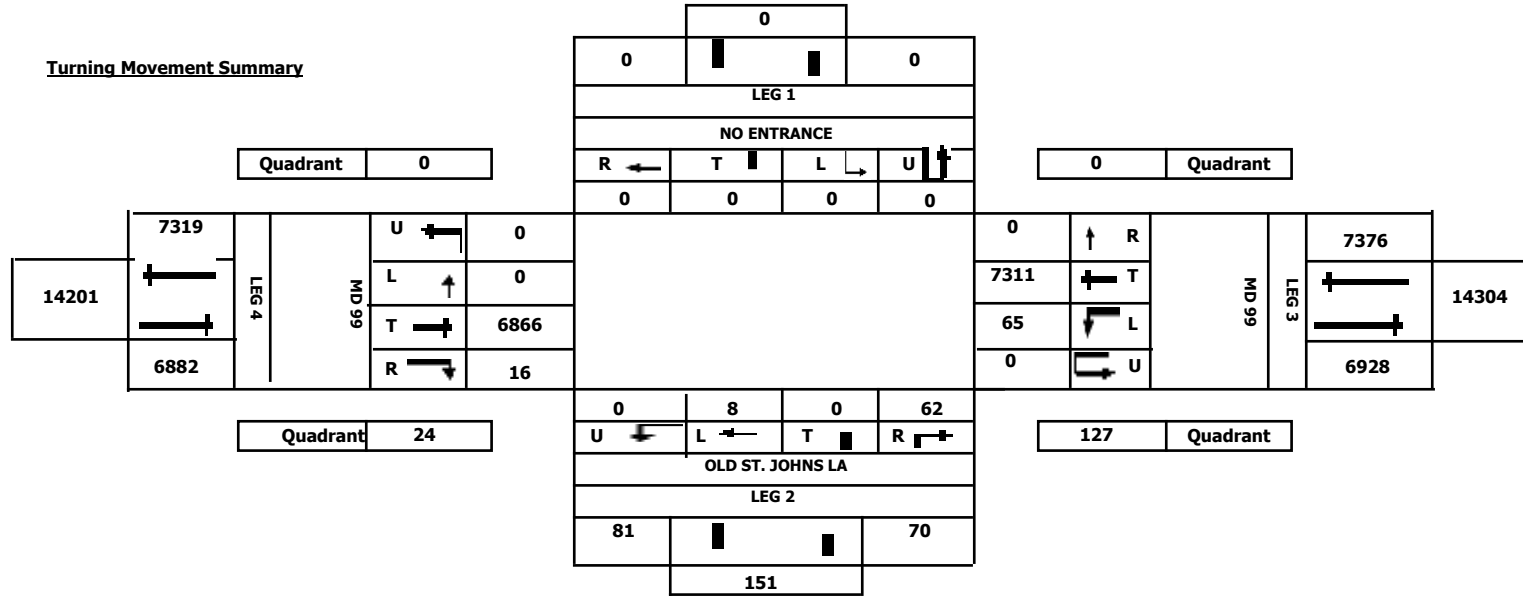 0
0 0
Turning Movement Summary
LEG 1
NO ENTRANCE
Quadrant 0
R T L U
0 Quadrant
0 0 0 0
7319
U 0
0 R
7376
14201
LEG 4
MD 99
L 0
7311 T
MD 99
LEG 3
14304
T 6866
65 L
6882
R 16
0 U
6928
0 8 0 62
Quadrant 24
U L T R
127 Quadrant
OLD ST. JOHNS LA
LEG 2
81 70
151